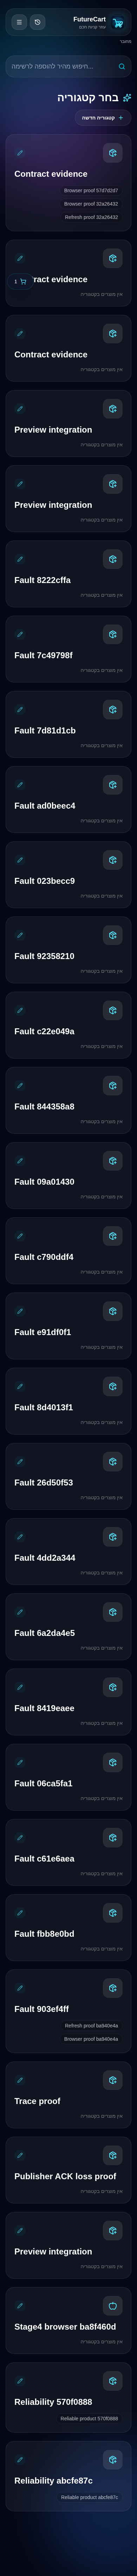 FutureCart
עוזר קניות חכם
מחובר
חיפוש מהיר להוספה לרשימה...
בחר קטגוריה
קטגוריה חדשה
Contract evidence
Browser proof 57d7d2d7
Browser proof 32a26432
Refresh proof 32a26432
1
Contract evidence
אין מוצרים בקטגוריה
Contract evidence
אין מוצרים בקטגוריה
Preview integration
אין מוצרים בקטגוריה
Preview integration
אין מוצרים בקטגוריה
Fault 8222cffa
אין מוצרים בקטגוריה
Fault 7c49798f
אין מוצרים בקטגוריה
Fault 7d81d1cb
אין מוצרים בקטגוריה
Fault ad0beec4
אין מוצרים בקטגוריה
Fault 023becc9
אין מוצרים בקטגוריה
Fault 92358210
אין מוצרים בקטגוריה
Fault c22e049a
אין מוצרים בקטגוריה
Fault 844358a8
אין מוצרים בקטגוריה
Fault 09a01430
אין מוצרים בקטגוריה
Fault c790ddf4
אין מוצרים בקטגוריה
Fault e91df0f1
אין מוצרים בקטגוריה
Fault 8d4013f1
אין מוצרים בקטגוריה
Fault 26d50f53
אין מוצרים בקטגוריה
Fault 4dd2a344
אין מוצרים בקטגוריה
Fault 6a2da4e5
אין מוצרים בקטגוריה
Fault 8419eaee
אין מוצרים בקטגוריה
Fault 06ca5fa1
אין מוצרים בקטגוריה
Fault c61e6aea
אין מוצרים בקטגוריה
Fault fbb8e0bd
אין מוצרים בקטגוריה
Fault 903ef4ff
Refresh proof ba940e4a
Browser proof ba940e4a
Trace proof
אין מוצרים בקטגוריה
Publisher ACK loss proof
אין מוצרים בקטגוריה
Preview integration
אין מוצרים בקטגוריה
Stage4 browser ba8f460d
אין מוצרים בקטגוריה
Reliability 570f0888
Reliable product 570f0888
Reliability abcfe87c
Reliable product abcfe87c